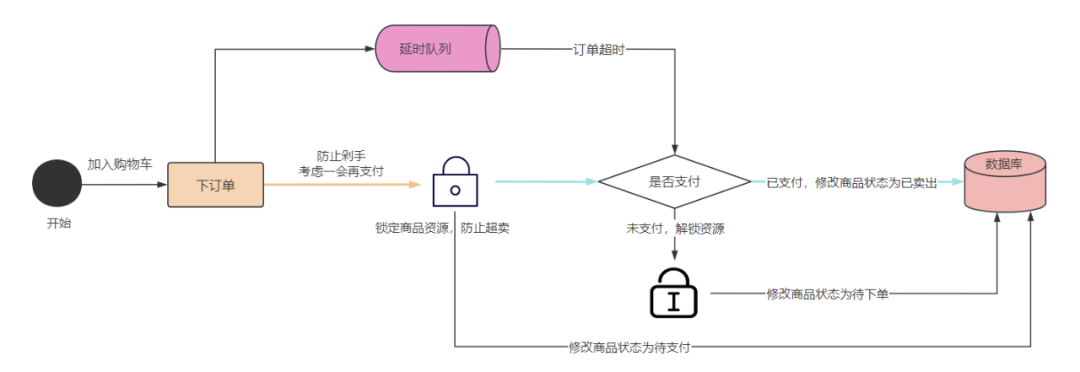 延时队列
订单超时
加入购物车
防止剁手
考虑一会再支付
下订单
是否支付
已支付，修改商品状态为已卖出
数据库
开始
锁定商品资源，防止超卖
未支付，解锁资源
修改商品状态为待下单
修改商品状态为待支付